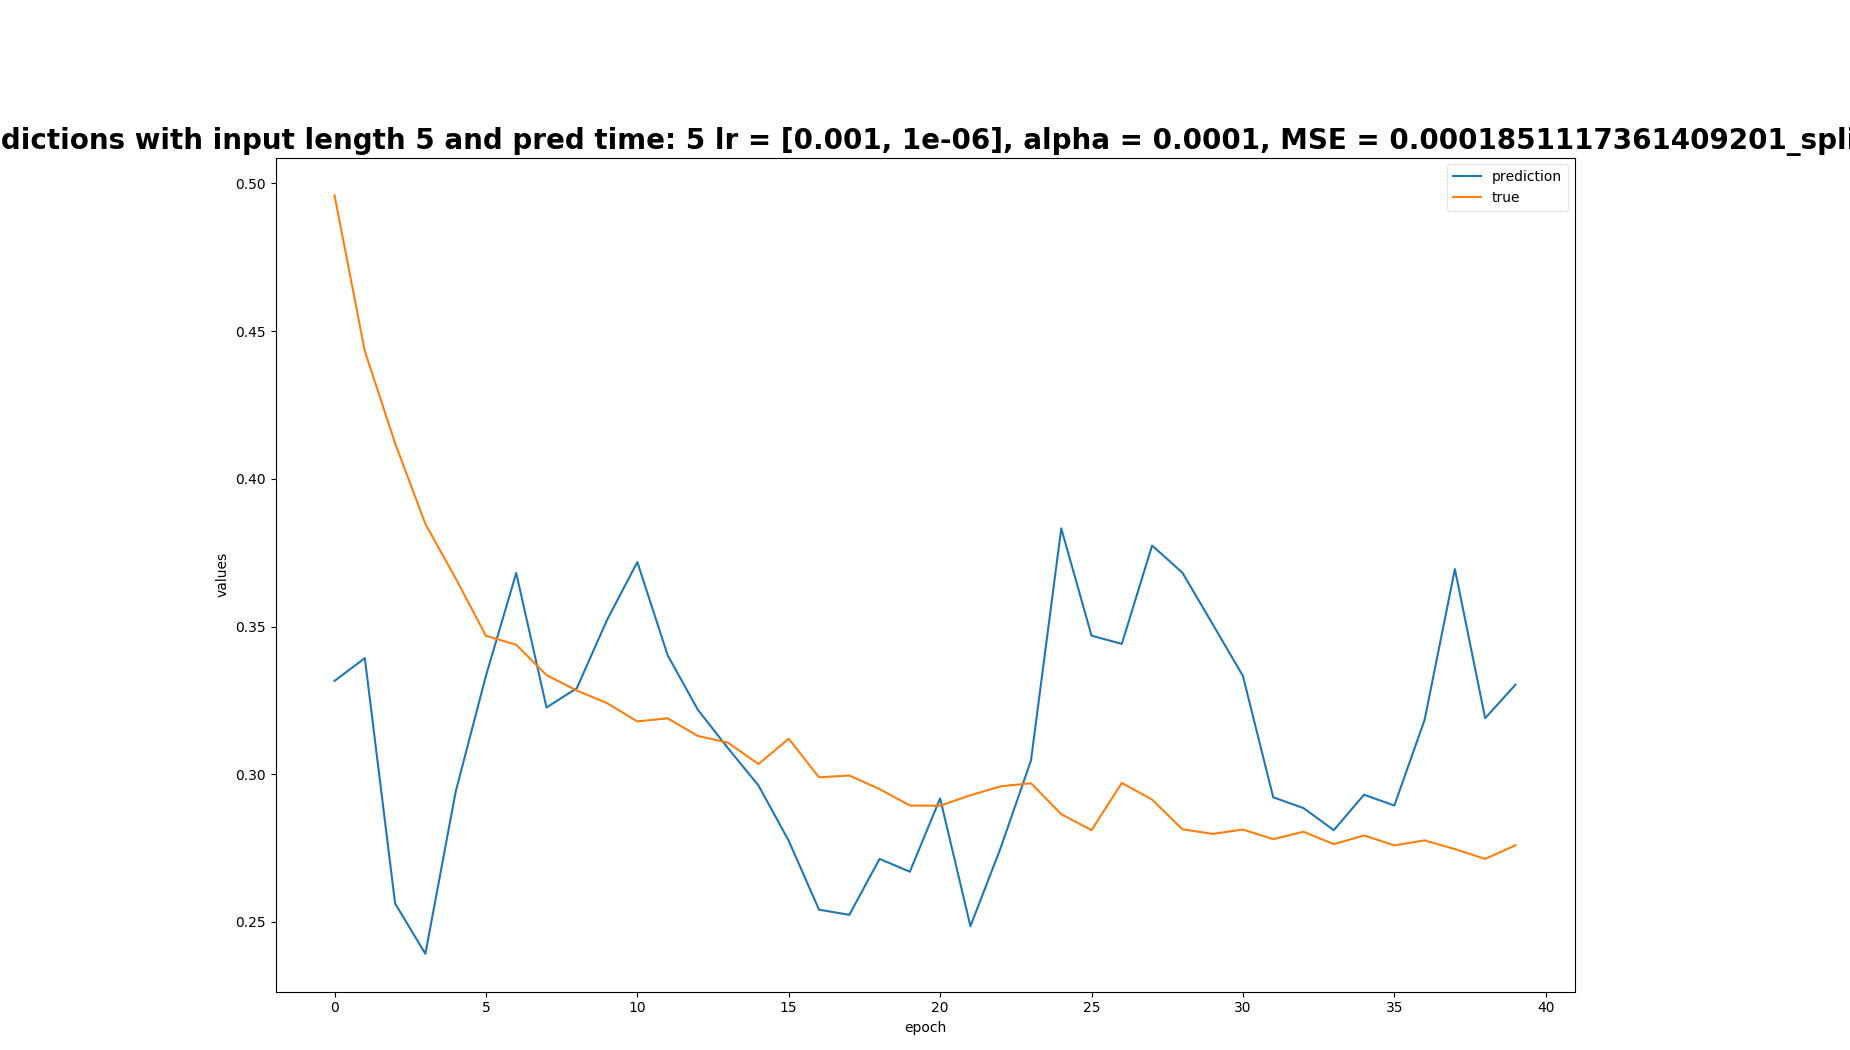 dictions with input length 5 and pred time: 5 lr = [0.001, 1e-06], alpha = 0.0001, MSE = 0.0001851117361409201_spli
prediction
true
0.50
0.45
0.40
0.35
0.30
0.25
values
0 5 10 15 20 25 30 35 40
epoch